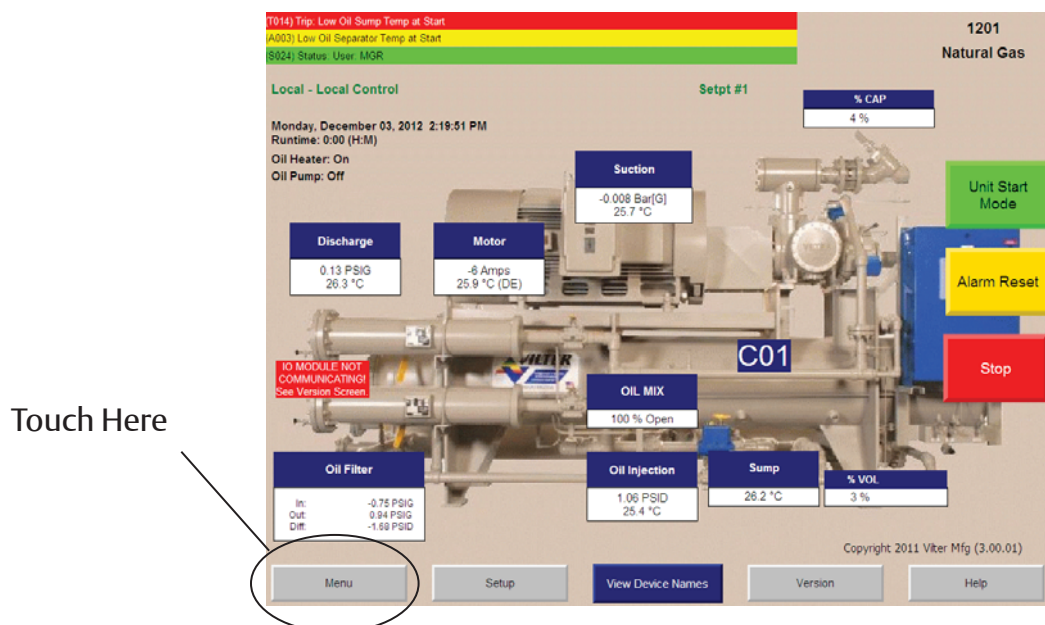 (T014) Trip: Low Oil Sump Temp at Start
(A003) Low Oil Separator Temp at Start
(S024) Status: User: MGR
1201
Natural Gas
Local - Local Control
Setpt #1
% CAP
4 %
Monday, December 03, 2012 2:19:51 PM
Runtime: 0:00 (H:M)
Oil Heater: On
Oil Pump: Off
Suction
-0.008 Bar[G]
25.7 °C
Unit Start
Mode
Discharge
0.13 PSIG
26.3 °C
Motor
-6 Amps
25.9 °C (DE)
Alarm Reset
C01
VILTER
Stop
IO MODULE NOT
COMMUNICATING!
See Version Screen.
OIL MIX
100 % Open
Touch Here
Oil Filter
In: -0.75 PSIG
Out: 0.94 PSIG
Diff: -1.68 PSID
Oil Injection
1.06 PSID
25.4 °C
Sump
26.2 °C
% VOL
3 %
Copyright 2011 Vilter Mfg (3.00.01)
Menu
Setup
View Device Names
Version
Help